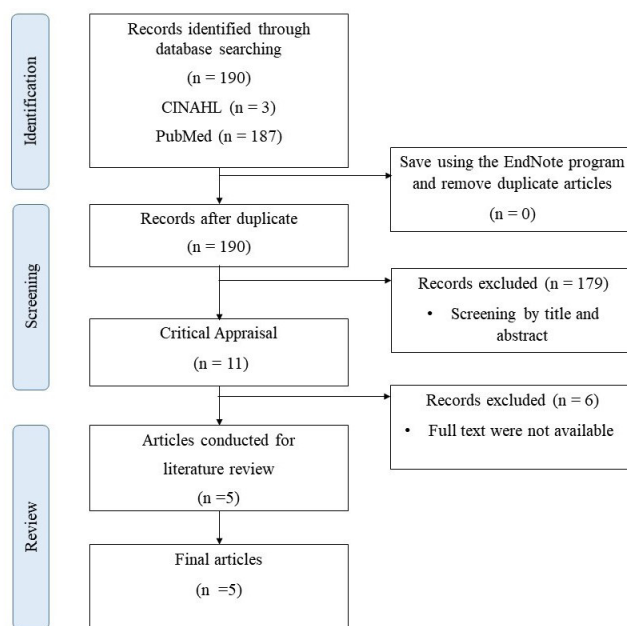 Identification
Records identified through
database searching
(n = 190)
CINAHL (n = 3)
PubMed (n = 187)
Save using the EndNote program
and remove duplicate articles
(n = 0)
Screening
Records after duplicate
(n = 190)
Records excluded (n = 179)
• Screening by title and
abstract
Critical Appraisal
(n = 11)
Records excluded (n = 6)
• Full text were not available
Review
Articles conducted for
literature review
(n =5)
Final articles
(n =5)